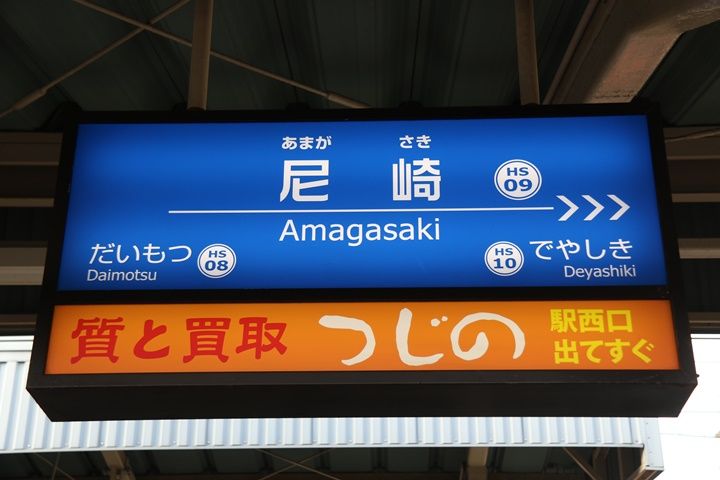 あまが さき
尼 崎
HS
09
Amagasaki
だいもつ
Daimotsu
HS
08
HS
10
でやしき
Deyashiki
質と買取 つじの
駅西口
出てすぐ